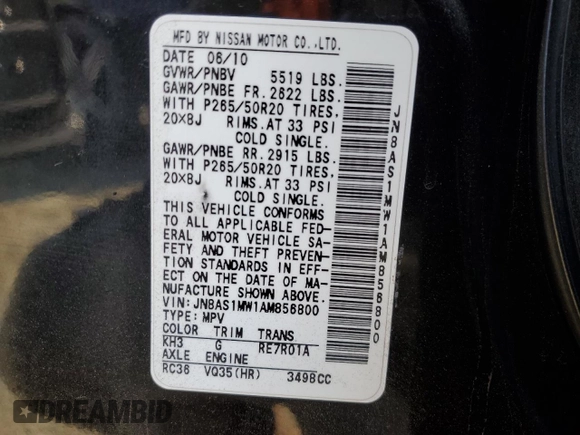 MFD BY NISSAN MOTOR CO.,LTD.
DATE 06/10
GVWR/PNBV 5519 LBS.
GAWR/PNBE FR.2622 LBS.
WITH P265/50R20 TIRES,
20X8J RIMS.AT 33 PSI
COLD SINGLE.
GAWR/PNBE RR.2915 LBS.
WITH P265/50R20 TIRES,
20X8J RIMS.AT 33 PSI
COLD SINGLE.
THIS VEHICLE CONFORMS
TO ALL APPLICABLE FED-
ERAL MOTOR VEHICLE SA-
FETY AND THEFT PREVEN-
TION STANDARDS IN EFF-
ECT ON THE DATE OF MA-
NUFACTURE SHOWN ABOVE.
VIN:JN8AS1MW1AM856800
TYPE:MPV
COLOR TRIM TRANS
KH3 G RE7R01A
AXLE ENGINE
RC36 VQ35(HR) 3498CC
JN8AS1MW1AM856800
DREAMBID